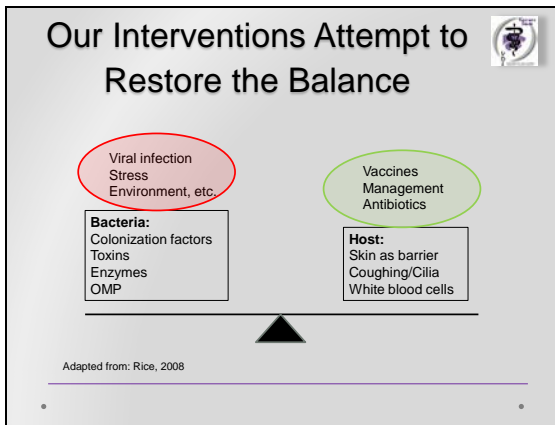 Our Interventions Attempt to
Restore the Balance
Viral infection
Stress
Environment, etc.
Bacteria:
Colonization factors
Toxins
Enzymes
OMP
Vaccines
Management
Antibiotics
Host:
Skin as barrier
Coughing/Cilia
White blood cells
Adapted from: Rice, 2008